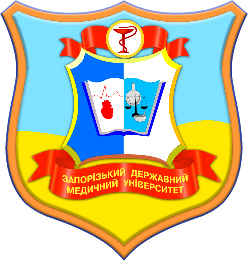 ЗАПОРІЗЬКИЙ ДЕРЖАВНИЙ
МЕДИЧНИЙ УНІВЕРСИТЕТ